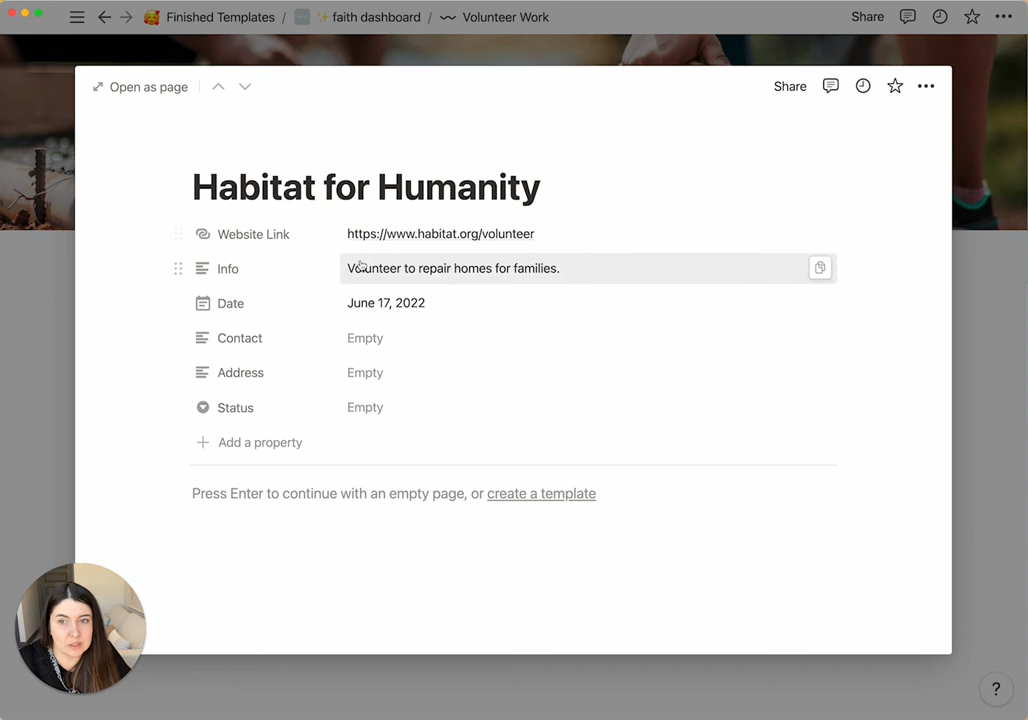 Finished Templates / ✨ faith dashboard / Volunteer Work
Share
Open as page
Share
Habitat for Humanity
Website Link https://www.habitat.org/volunteer
Info Volunteer to repair homes for families.
Date June 17, 2022
Contact Empty
Address Empty
Status Empty
Add a property
Press Enter to continue with an empty page, or create a template
?